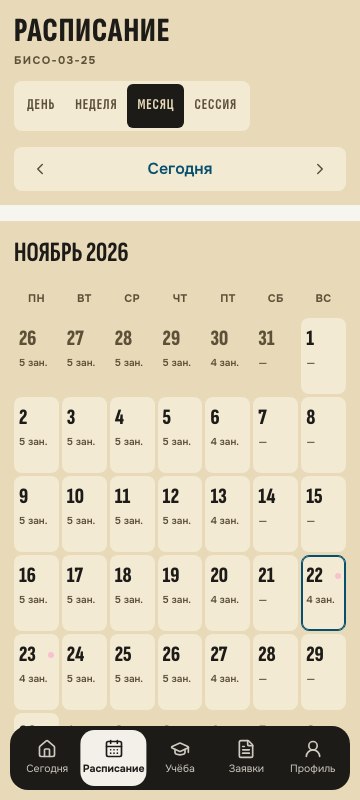 РАСПИСАНИЕ
БИСО-03-25
ДЕНЬ НЕДЕЛЯ МЕСЯЦ СЕССИЯ
Сегодня
НОЯБРЬ 2026
ПН ВТ СР ЧТ ПТ СБ ВС
26 27 28 29 30 31 1
5 зан. 5 зан. 5 зан. 5 зан. 4 зан. — —
2 3 4 5 6 7 8
5 зан. 5 зан. 5 зан. 5 зан. 4 зан. — —
9 10 11 12 13 14 15
5 зан. 5 зан. 5 зан. 5 зан. 4 зан. — —
16 17 18 19 20 21 22
5 зан. 5 зан. 5 зан. 5 зан. 4 зан. — 4 зан.
23 24 25 26 27 28 29
4 зан. 5 зан. 5 зан. 5 зан. 4 зан. — —
Сегодня Расписание Учёба Заявки Профиль